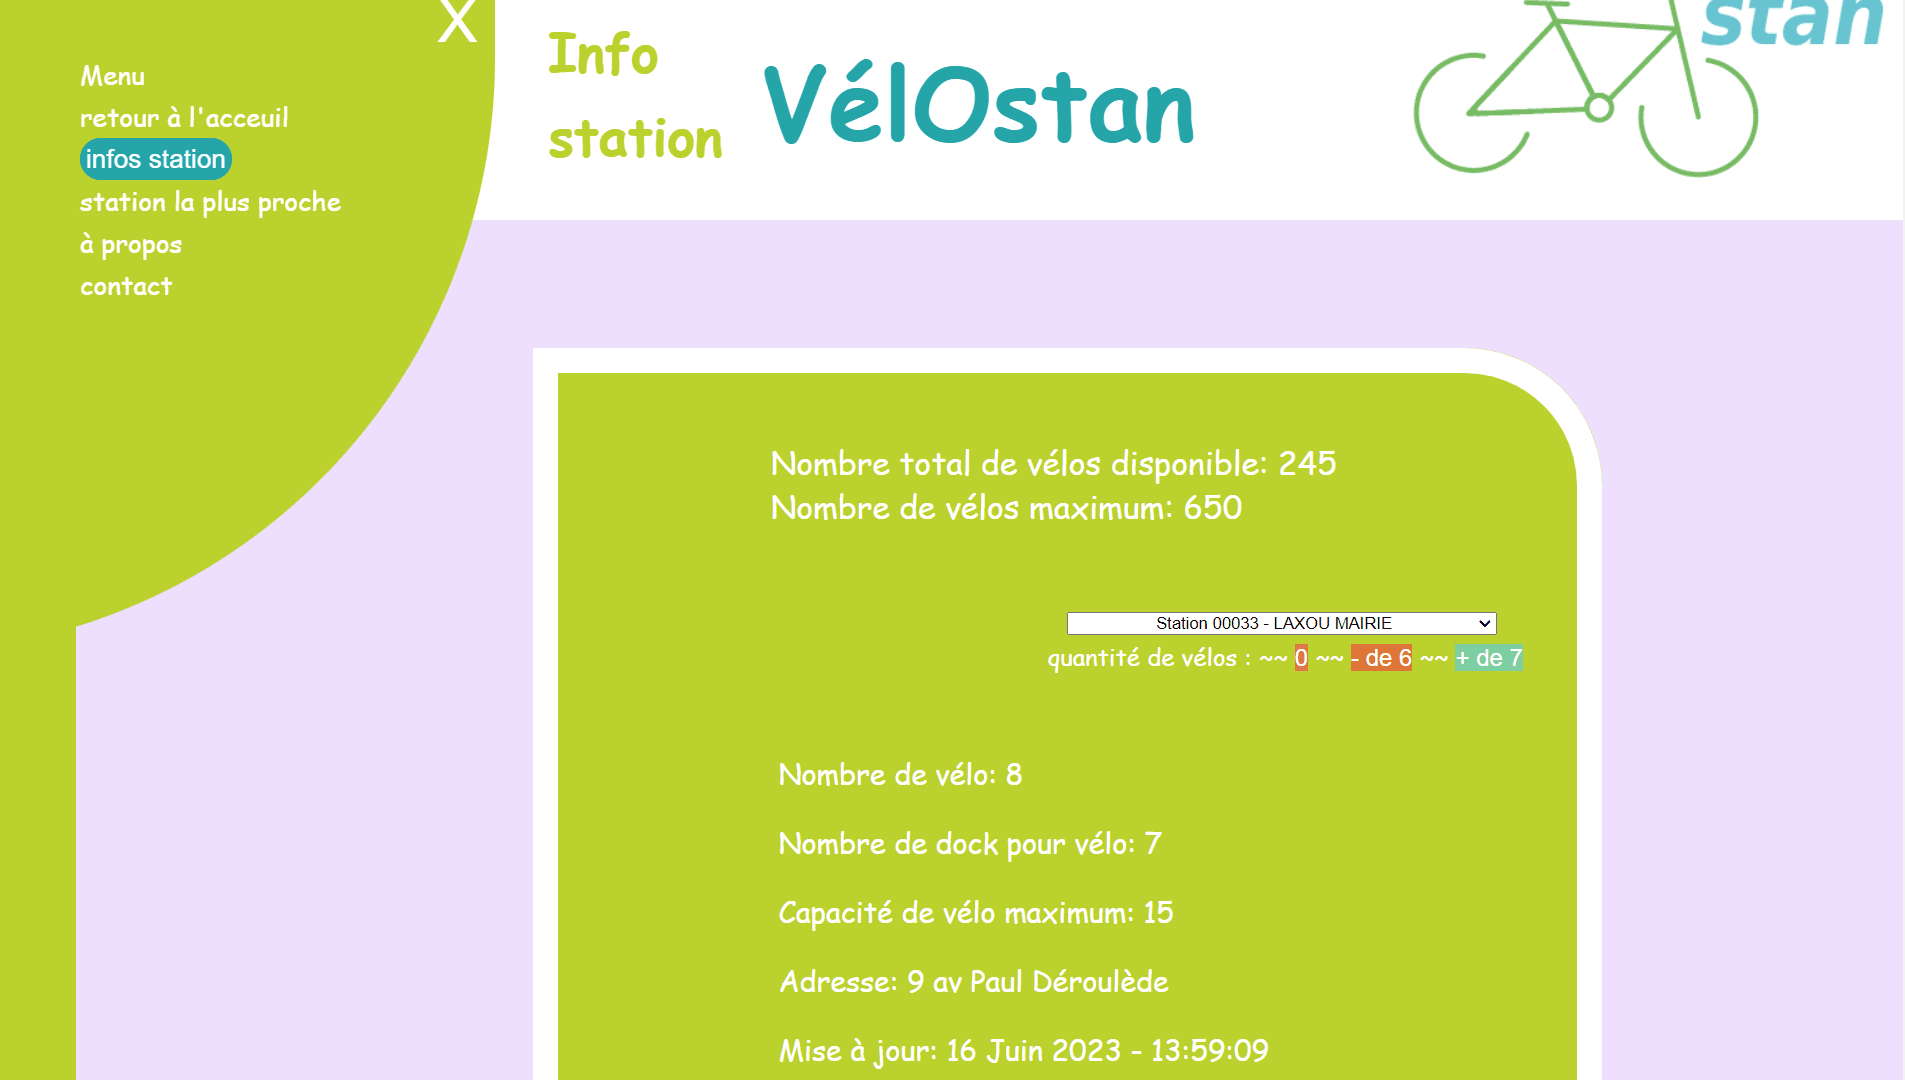 X
Menu
retour à l'acceuil
infos station
station la plus proche
à propos
contact
Info
station
VélOstan
stan
Nombre total de vélos disponible: 245
Nombre de vélos maximum: 650
Station 00033 - LAXOU MAIRIE
quantité de vélos : ~~ 0 ~~ - de 6 ~~ + de 7
Nombre de vélo: 8
Nombre de dock pour vélo: 7
Capacité de vélo maximum: 15
Adresse: 9 av Paul Déroulède
Mise à jour: 16 Juin 2023 - 13:59:09